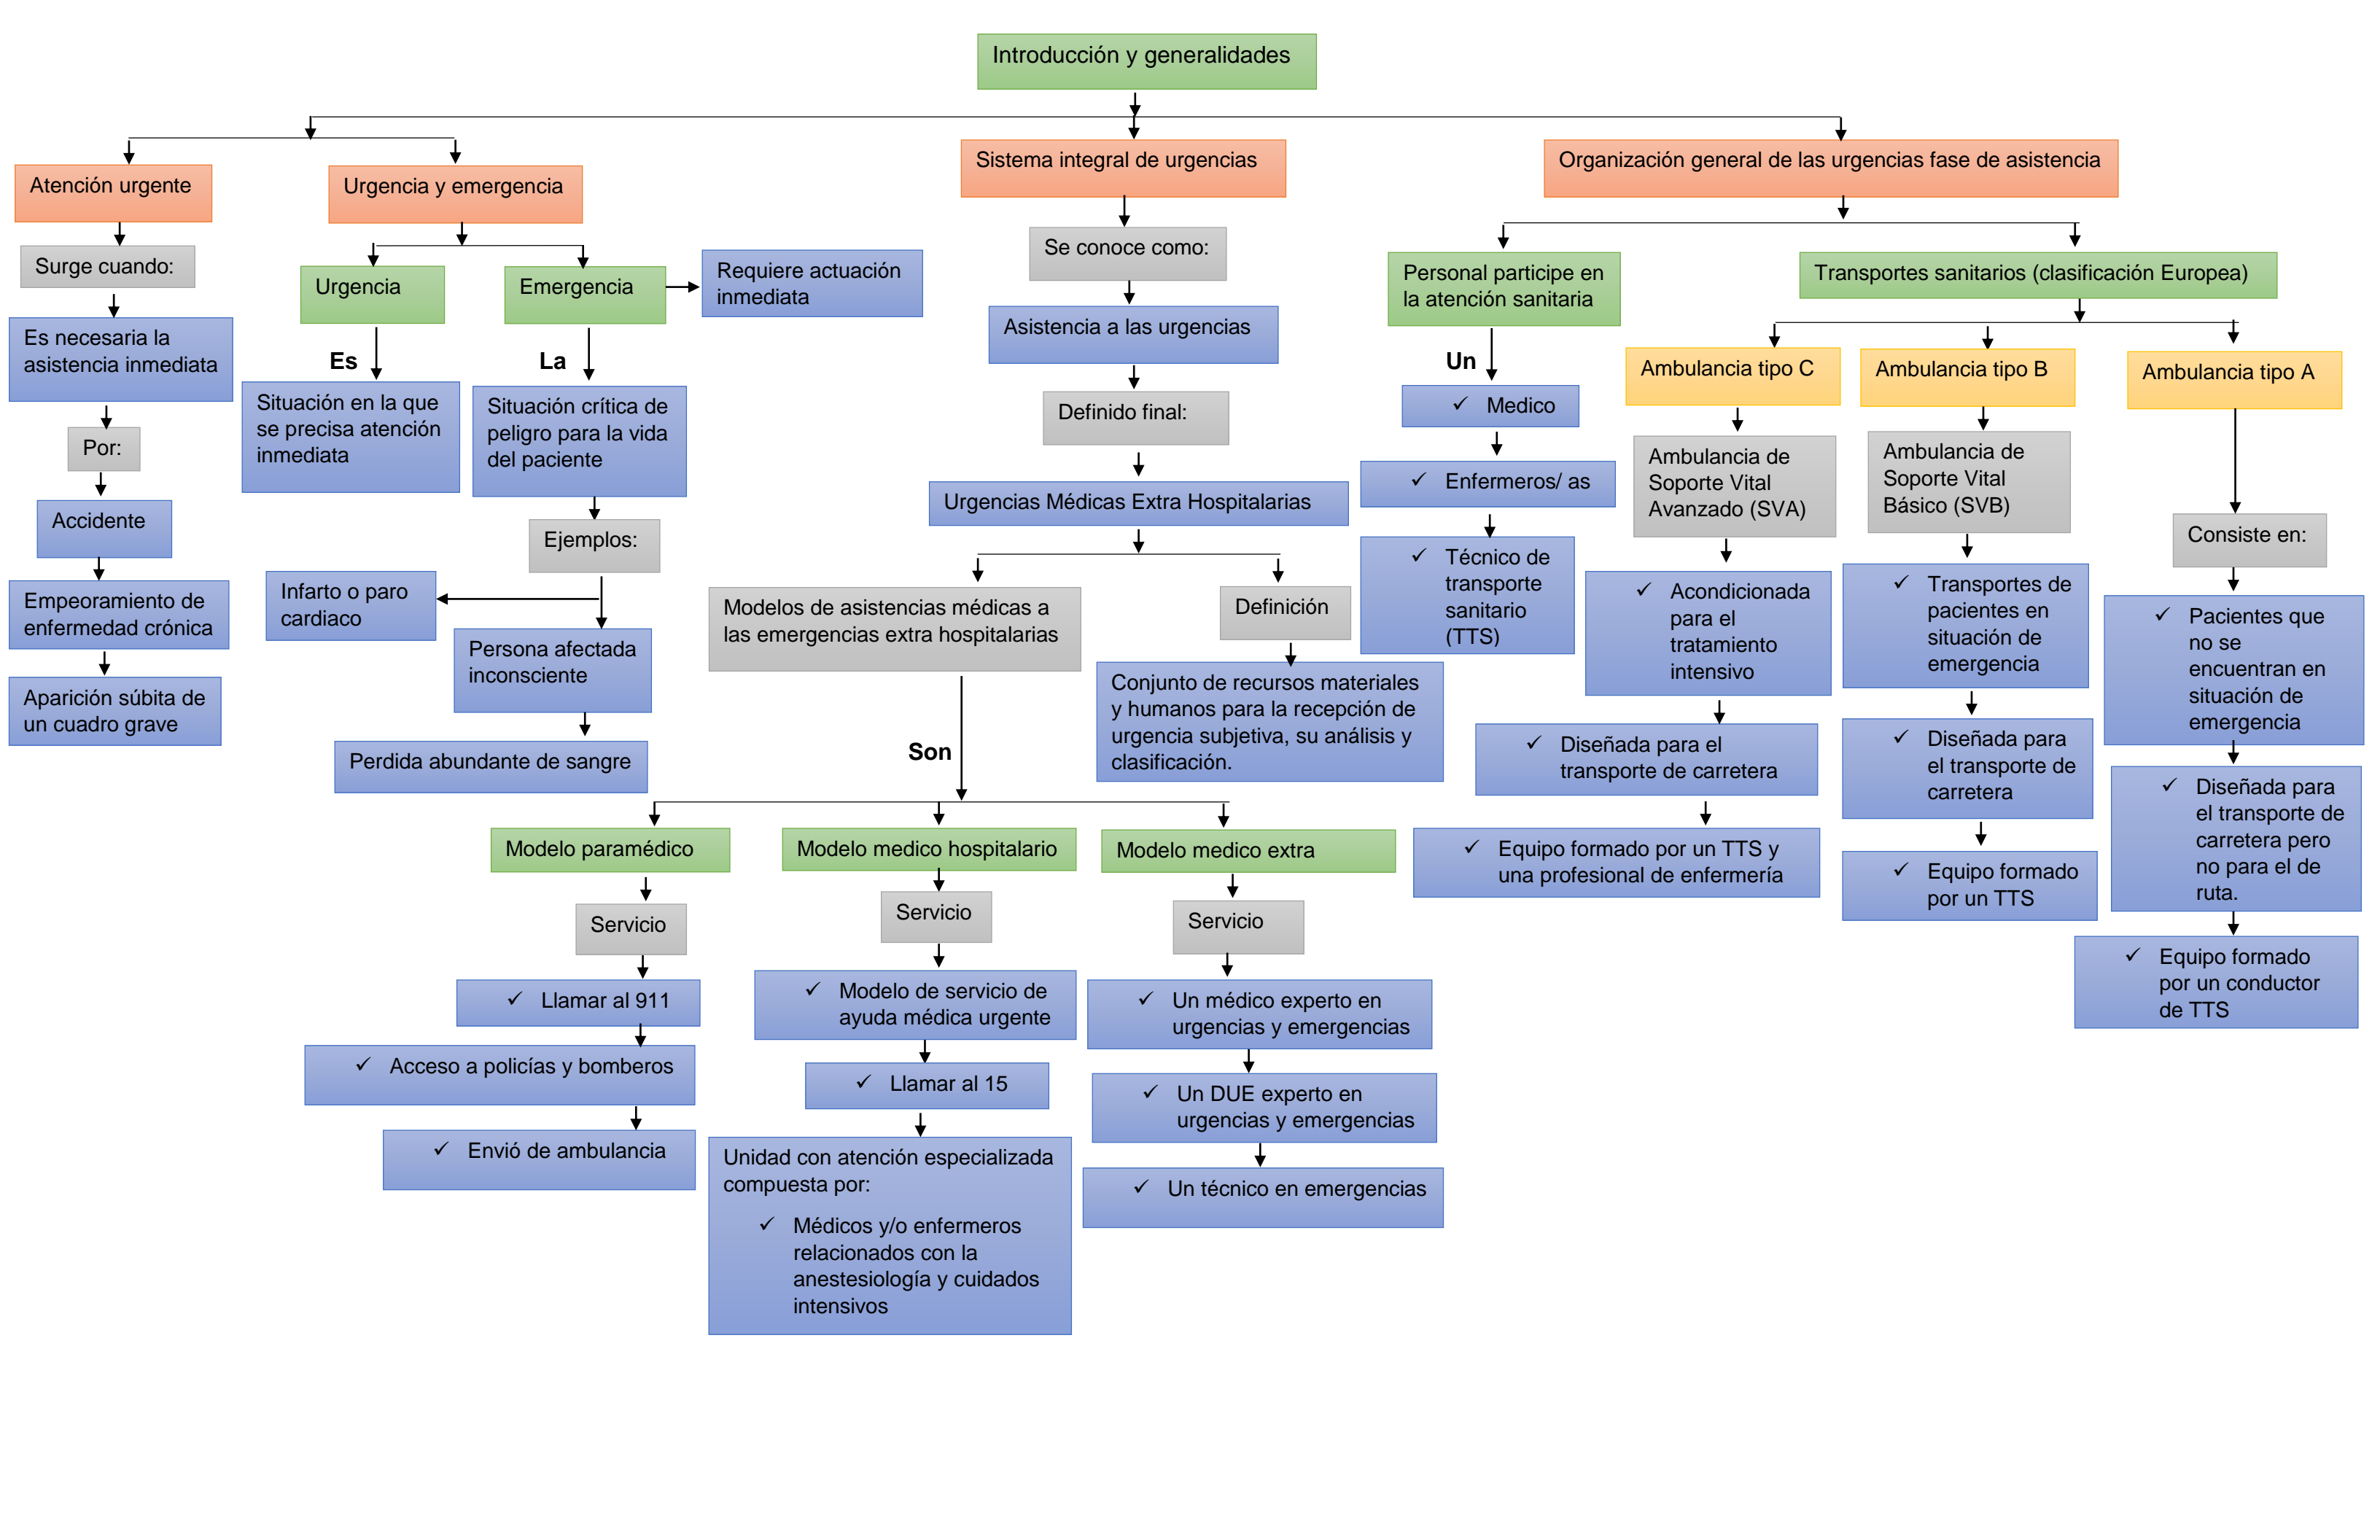 Introducción y generalidades
Atención urgente
Surge cuando:
Es necesaria la
asistencia inmediata
Por:
Accidente
Empeoramiento de
enfermedad crónica
Aparición súbita de
un cuadro grave
Urgencia y emergencia
Urgencia
Es
Situación en la que
se precisa atención
inmediata
Emergencia
Requiere actuación
inmediata
La
Situación crítica de
peligro para la vida
del paciente
Ejemplos:
Infarto o paro
cardiaco
Persona afectada
inconsciente
Perdida abundante de sangre
Sistema integral de urgencias
Se conoce como:
Asistencia a las urgencias
Definido final:
Urgencias Médicas Extra Hospitalarias
Modelos de asistencias médicas a
las emergencias extra hospitalarias
Definición
Conjunto de recursos materiales
y humanos para la recepción de
urgencia subjetiva, su análisis y
clasificación.
Son
Modelo paramédico
Servicio
✓ Llamar al 911
✓ Acceso a policías y bomberos
✓ Envió de ambulancia
Modelo medico hospitalario
Servicio
✓ Modelo de servicio de
ayuda médica urgente
✓ Llamar al 15
Unidad con atención especializada
compuesta por:
✓ Médicos y/o enfermeros
relacionados con la
anestesiología y cuidados
intensivos
Modelo medico extra
Servicio
✓ Un médico experto en
urgencias y emergencias
✓ Un DUE experto en
urgencias y emergencias
✓ Un técnico en emergencias
Organización general de las urgencias fase de asistencia
Personal participe en
la atención sanitaria
Un
✓ Medico
✓ Enfermeros/ as
✓ Técnico de
transporte
sanitario
(TTS)
Transportes sanitarios (clasificación Europea)
Ambulancia tipo C
Ambulancia de
Soporte Vital
Avanzado (SVA)
✓ Acondicionada
para el
tratamiento
intensivo
✓ Diseñada para el
transporte de carretera
✓ Equipo formado por un TTS y
una profesional de enfermería
Ambulancia tipo B
Ambulancia de
Soporte Vital
Básico (SVB)
✓ Transportes de
pacientes en
situación de
emergencia
✓ Diseñada para
el transporte de
carretera
✓ Equipo formado
por un TTS
Ambulancia tipo A
Consiste en:
✓ Pacientes que
no se
encuentran en
situación de
emergencia
✓ Diseñada para
el transporte de
carretera pero
no para el de
ruta.
✓ Equipo formado
por un conductor
de TTS